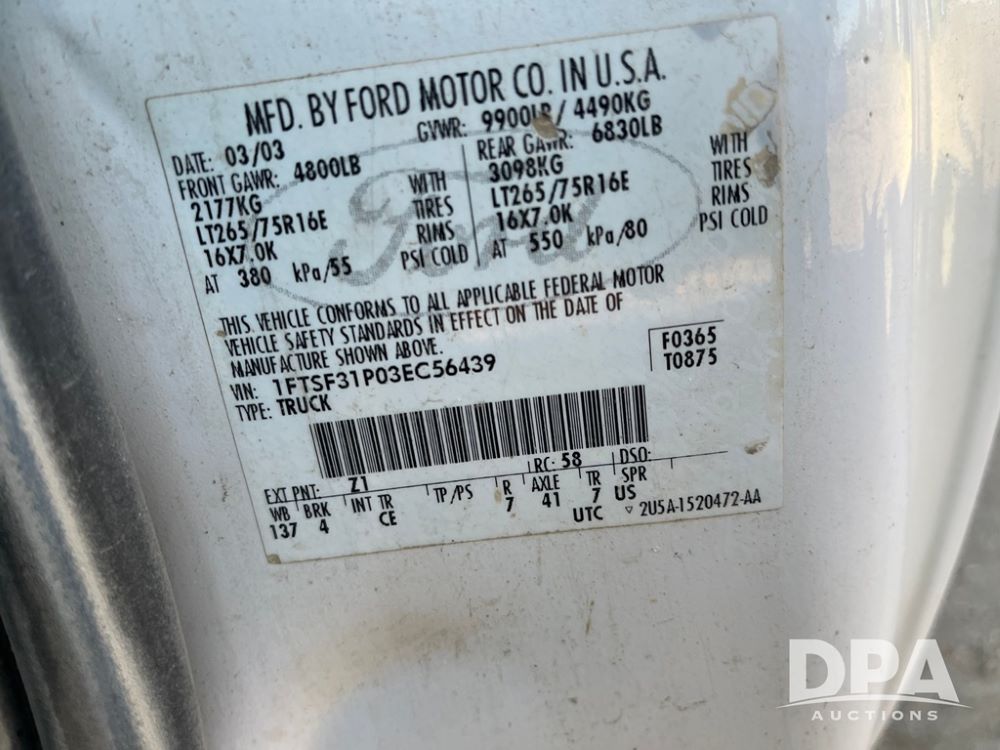 MFD. BY FORD MOTOR CO. IN U.S.A.
DATE: 03/03 GVWR: 9900LB / 4490KG
FRONT GAWR: 4800LB REAR GAWR: 6830LB
2177KG WITH 3098KG WITH
LT265/75R16E TIRES LT265/75R16E TIRES
16X7.0K RIMS 16X7.0K RIMS
AT 380 kPa/55 PSI COLD AT 550 kPa/80 PSI COLD
Ford
THIS VEHICLE CONFORMS TO ALL APPLICABLE FEDERAL MOTOR
VEHICLE SAFETY STANDARDS IN EFFECT ON THE DATE OF
MANUFACTURE SHOWN ABOVE.
VIN: 1FTSF31P03EC56439
TYPE: TRUCK
F0365
T0875
EXT PNT: Z1 RC: 58 DSO:
WB BRK INT TR TP/PS R AXLE TR SPR
137 4 CE 7 41 7 US
UTC ▽ 2U5A-1520472-AA
DPA
AUCTIONS